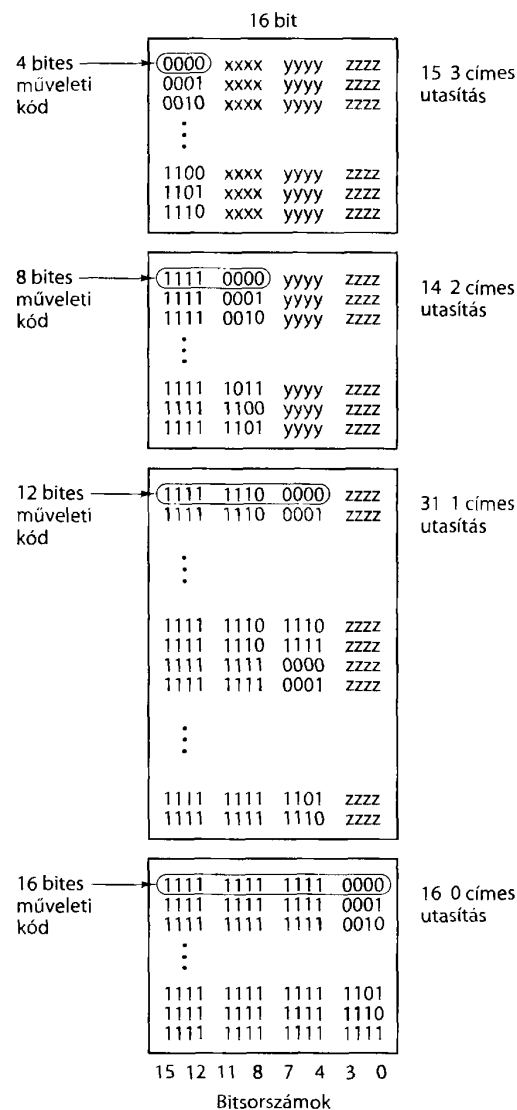 16 bit
4 bites
műveleti
kód
0000 xxxx yyyy zzzz
0001 xxxx yyyy zzzz
0010 xxxx yyyy zzzz
1100 xxxx yyyy zzzz
1101 xxxx yyyy zzzz
1110 xxxx yyyy zzzz
15 3 címes
utasítás
8 bites
műveleti
kód
1111 0000 yyyy zzzz
1111 0001 yyyy zzzz
1111 0010 yyyy zzzz
1111 1011 yyyy zzzz
1111 1100 yyyy zzzz
1111 1101 yyyy zzzz
14 2 címes
utasítás
12 bites
műveleti
kód
1111 1110 0000 zzzz
1111 1110 0001 zzzz
1111 1110 1110 zzzz
1111 1110 1111 zzzz
1111 1111 0000 zzzz
1111 1111 0001 zzzz
1111 1111 1101 zzzz
1111 1111 1110 zzzz
31 1 címes
utasítás
16 bites
műveleti
kód
1111 1111 1111 0000
1111 1111 1111 0001
1111 1111 1111 0010
1111 1111 1111 1101
1111 1111 1111 1110
1111 1111 1111 1111
16 0 címes
utasítás
15 12 11 8 7 4 3 0
Bitsorszámok